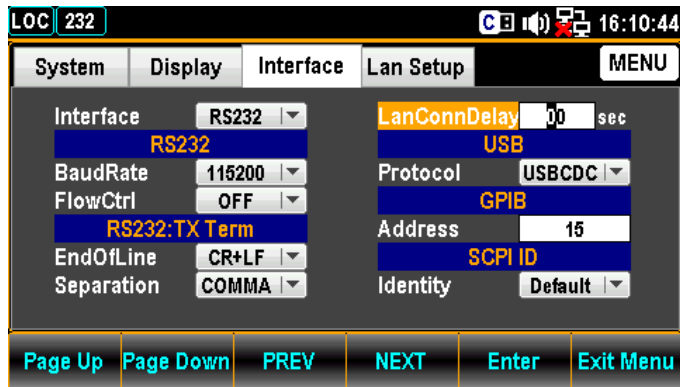 LOC 232 C 16:10:44
System Display Interface Lan Setup MENU
Interface RS232 LanConnDelay 00 sec
RS232 USB
BaudRate 115200 Protocol USBCDC
FlowCtrl OFF GPIB
RS232:TX Term Address 15
EndOfLine CR+LF SCPI ID
Separation COMMA Identity Default
Page Up Page Down PREV NEXT Enter Exit Menu